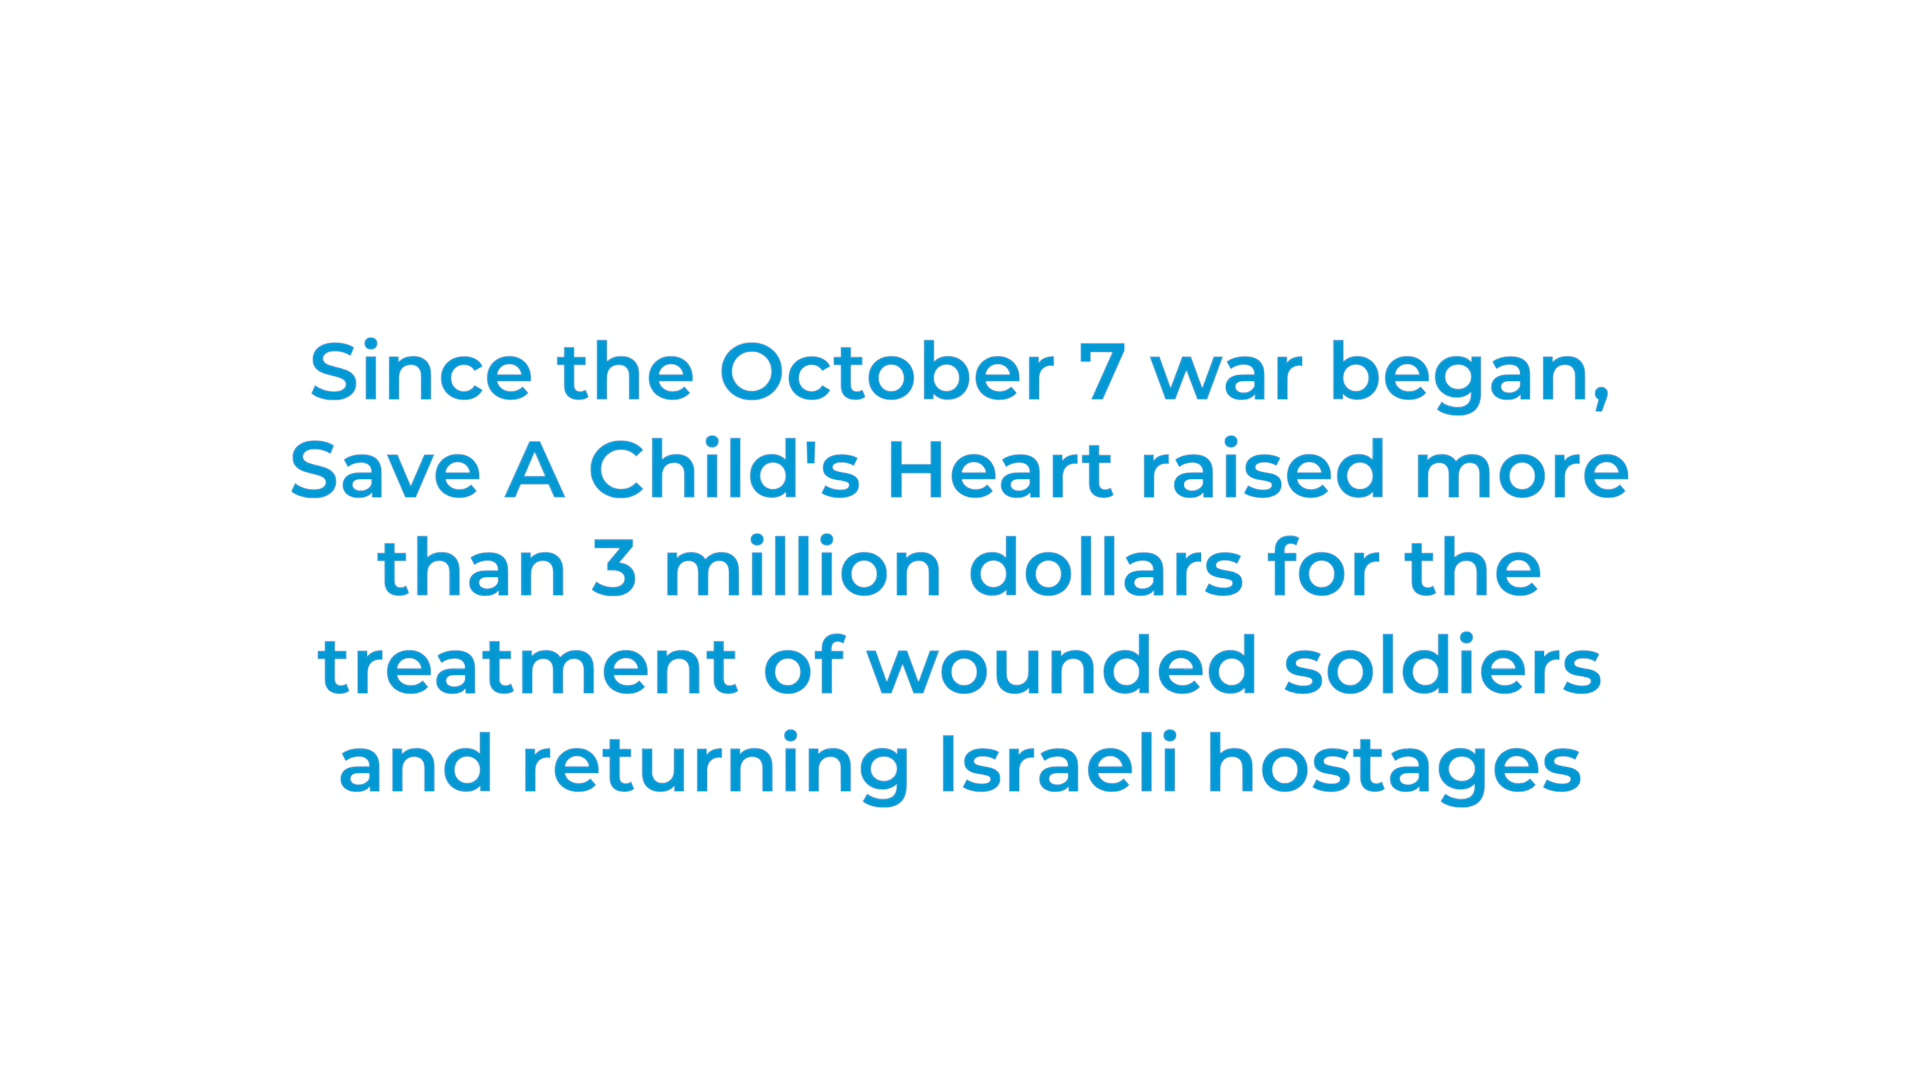 Since the October 7 war began,
Save A Child's Heart raised more
than 3 million dollars for the
treatment of wounded soldiers
and returning Israeli hostages